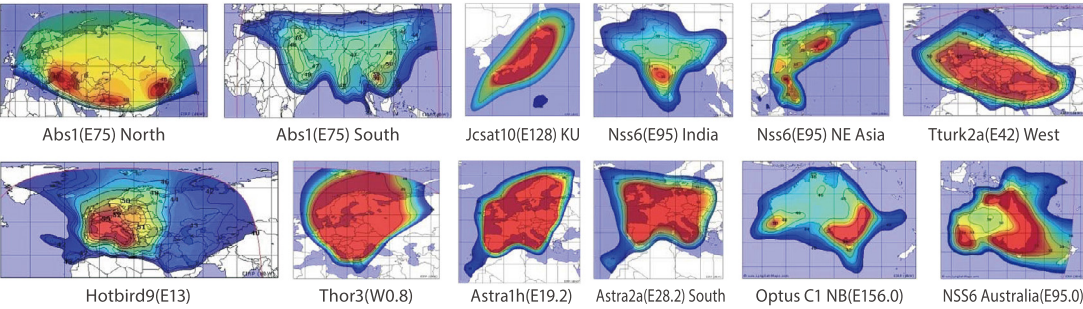 Abs1(E75) North
Abs1(E75) South
Jcsat10(E128) KU
Nss6(E95) India
Nss6(E95) NE Asia
Tturk2a(E42) West
Hotbird9(E13)
Thor3(W0.8)
Astra1h(E19.2)
Astra2a(E28.2) South
Optus C1 NB(E156.0)
NSS6 Australia(E95.0)